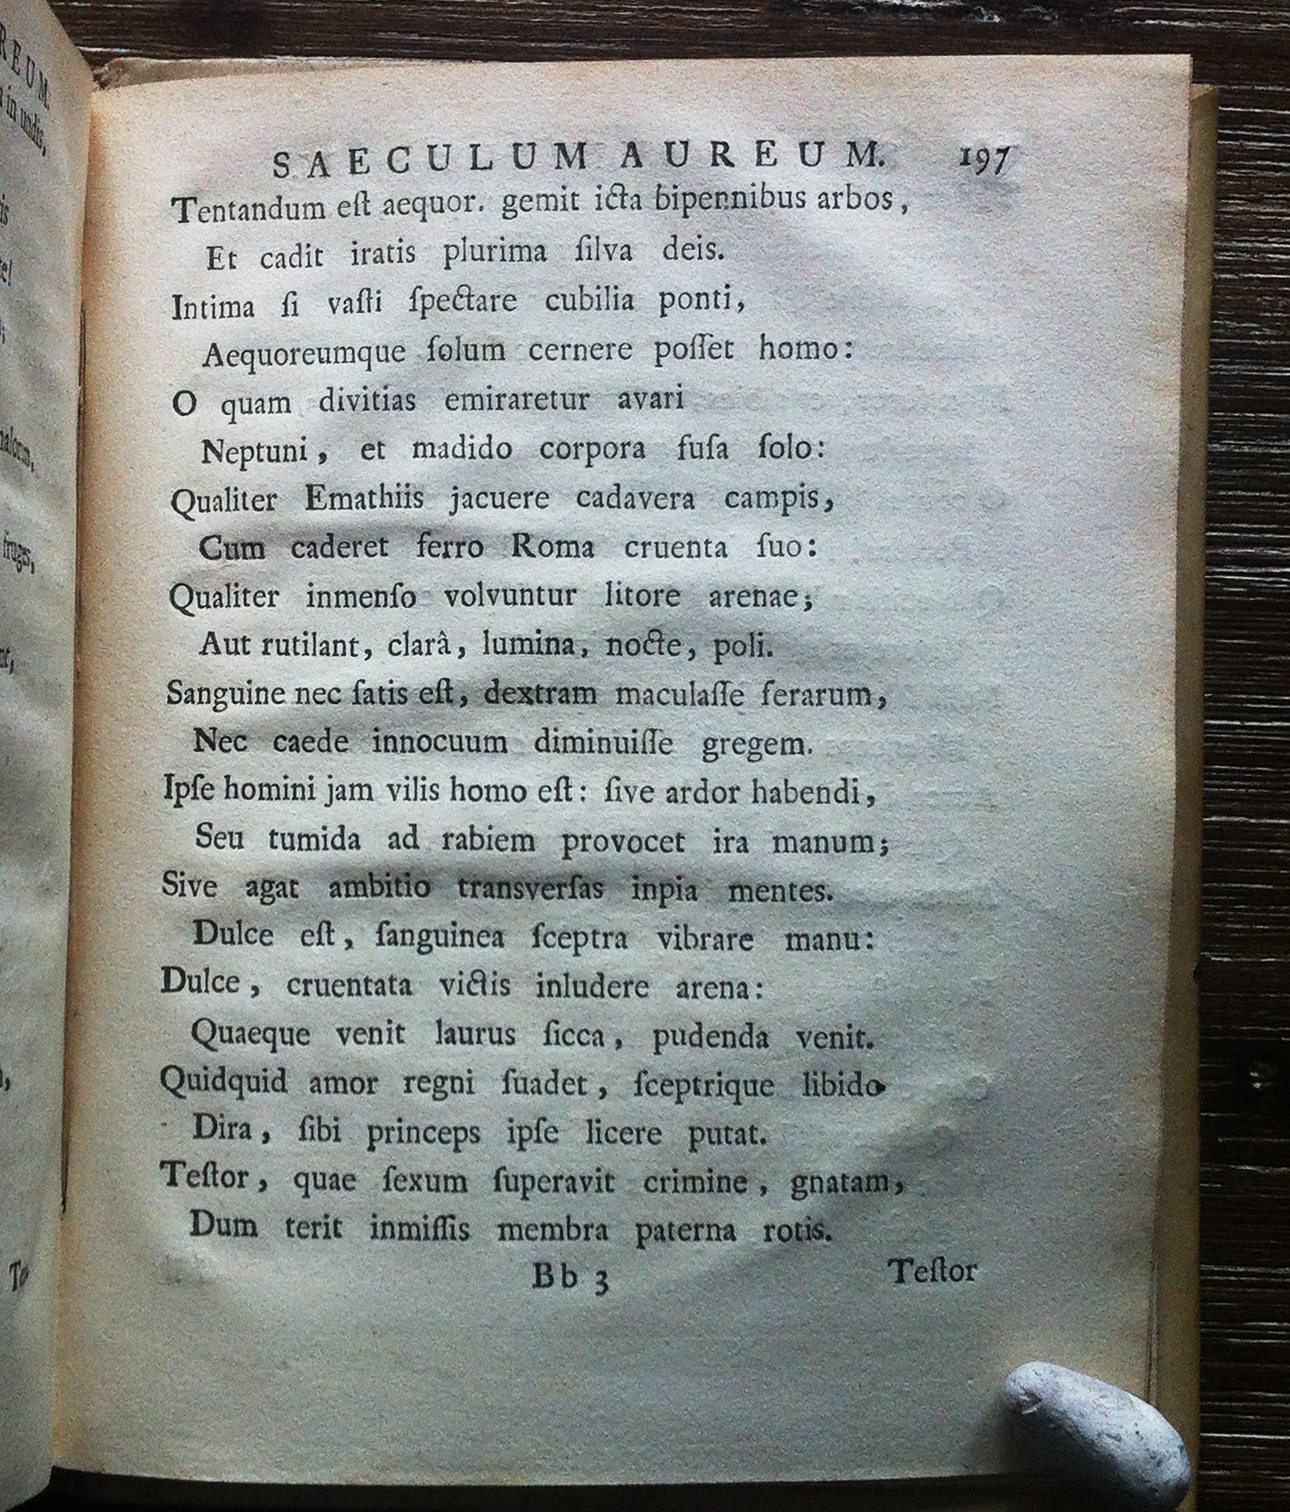 SAECULUM AUREUM. 197
Tentandum eſt aequor. gemit icta bipennibus arbos,
Et cadit iratis plurima ſilva deis.
Intima ſi vaſti ſpectare cubilia ponti,
Aequoreumque ſolum cernere poſſet homo:
O quam divitias emiraretur avari
Neptuni, et madido corpora fuſa ſolo:
Qualiter Emathiis jacuere cadavera campis,
Cum caderet ferro Roma cruenta ſuo:
Qualiter inmenſo volvuntur litore arenae;
Aut rutilant, clarâ, lumina, nocte, poli.
Sanguine nec ſatis eſt, dextram maculaſſe ferarum,
Nec caede innocuum diminuiſſe gregem.
Ipſe homini jam vilis homo eſt: ſive ardor habendi,
Seu tumida ad rabiem provocet ira manum;
Sive agat ambitio transverſas inpia mentes.
Dulce eſt, ſanguinea ſceptra vibrare manu:
Dulce, cruentata victis inludere arena:
Quaeque venit laurus ſicca, pudenda venit.
Quidquid amor regni ſuadet, ſceptrique libido
Dira, ſibi princeps ipſe licere putat.
Teſtor, quae ſexum ſuperavit crimine, gnatam,
Dum terit inmiſſis membra paterna rotis.
Bb 3 Teſtor